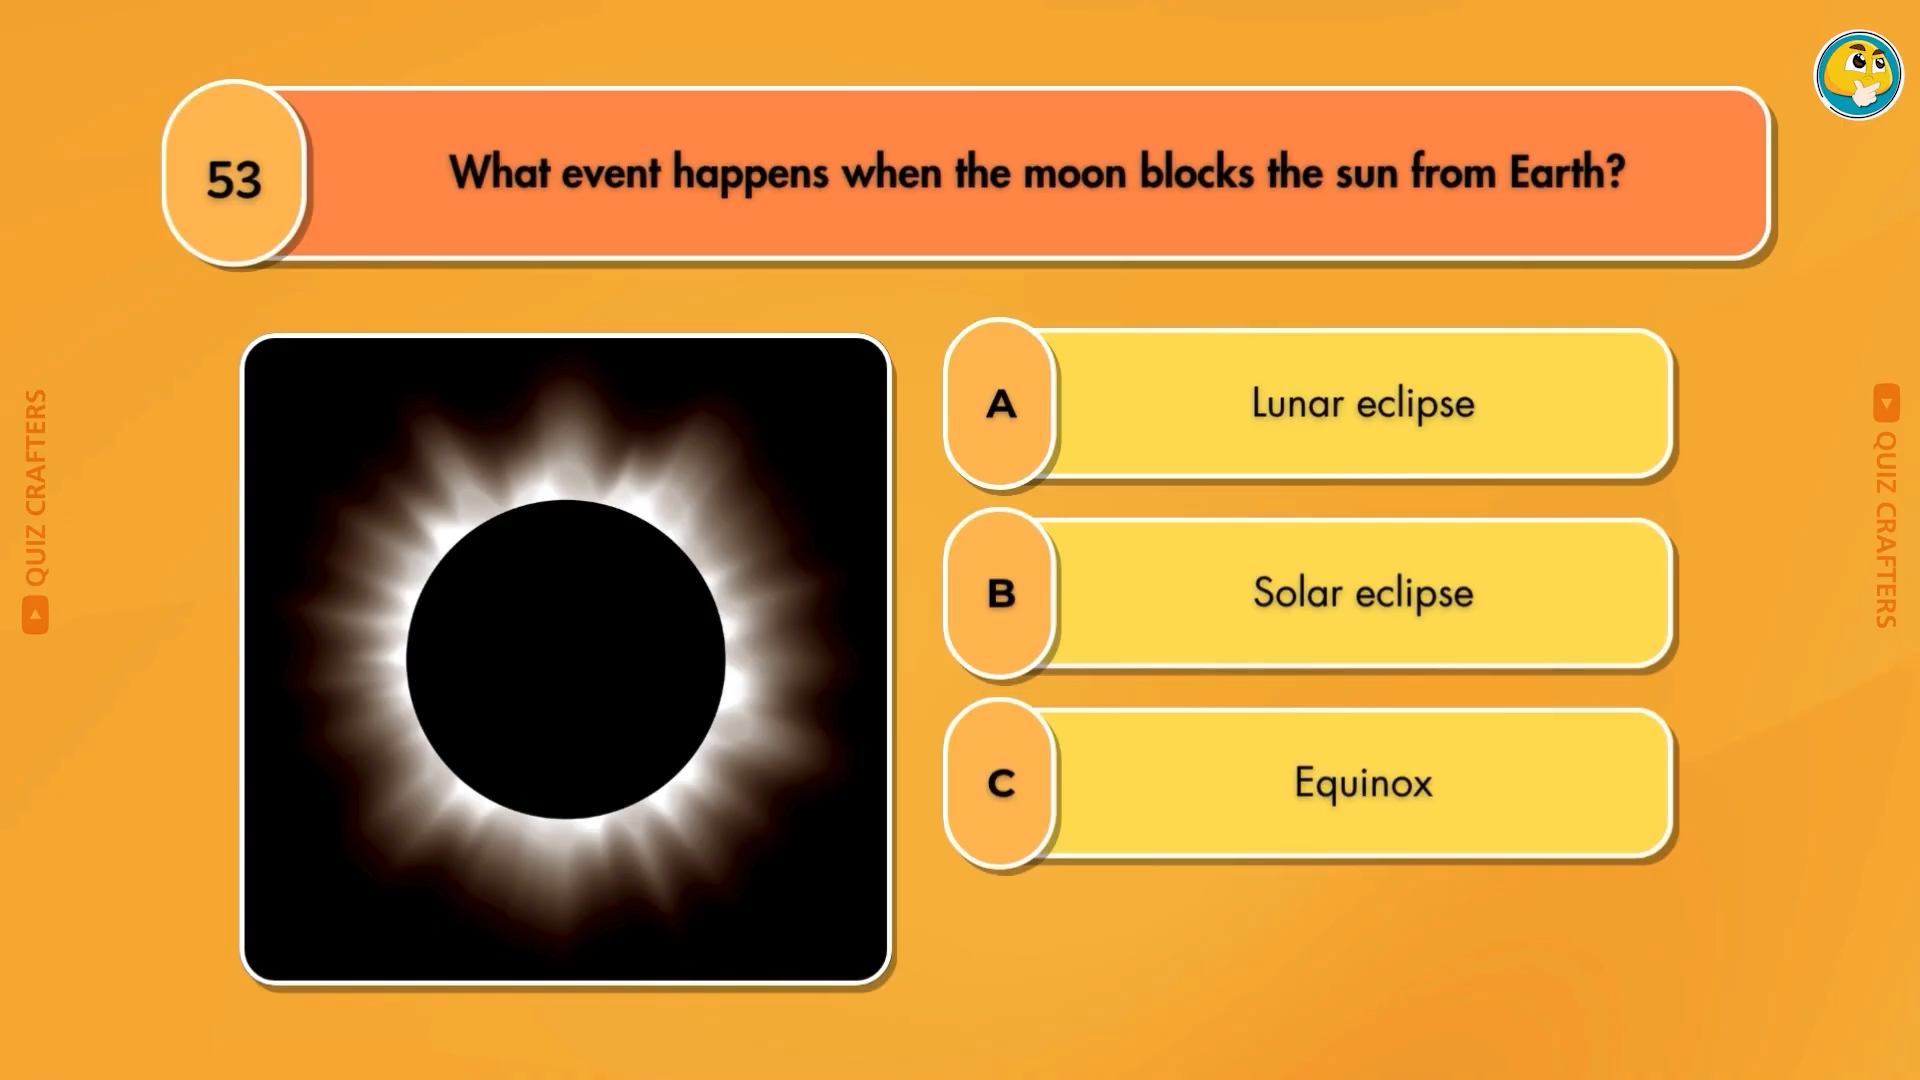 53
What event happens when the moon blocks the sun from Earth?
A
Lunar eclipse
B
Solar eclipse
C
Equinox
QUIZ CRAFTERS
QUIZ CRAFTERS